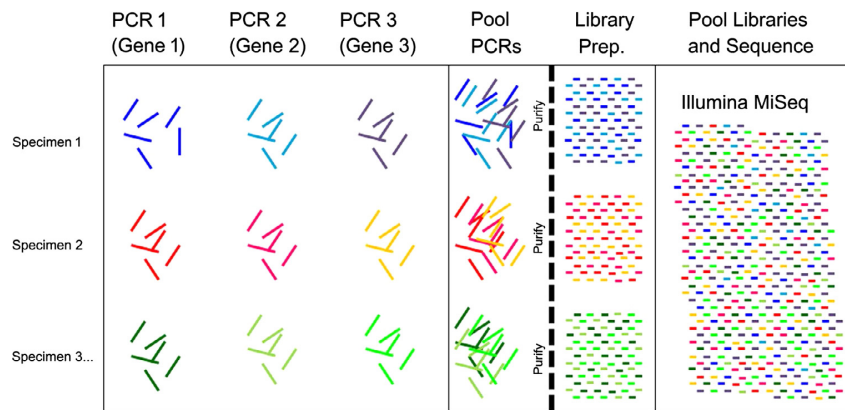 PCR 1
(Gene 1)
PCR 2
(Gene 2)
PCR 3
(Gene 3)
Pool
PCRs
Library
Prep.
Pool Libraries
and Sequence
Illumina MiSeq
Specimen 1
Purify
Specimen 2
Purify
Specimen 3...
Purify